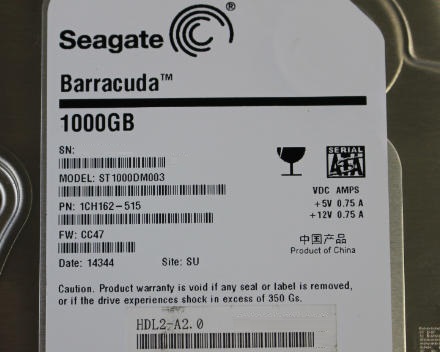 Seagate ®
Barracuda™
1000GB
SN:
MODEL: ST1000DM003
PN: 1CH162-515
FW: CC47
Date: 14344 Site: SU
SERIAL
SATA
VDC AMPS
+5V 0.75 A
+12V 0.75 A
中国产品
Product of China
Caution. Product warranty is void if any seal or label is removed,
or if the drive experiences shock in excess of 350 Gs.
HDL2-A2.0